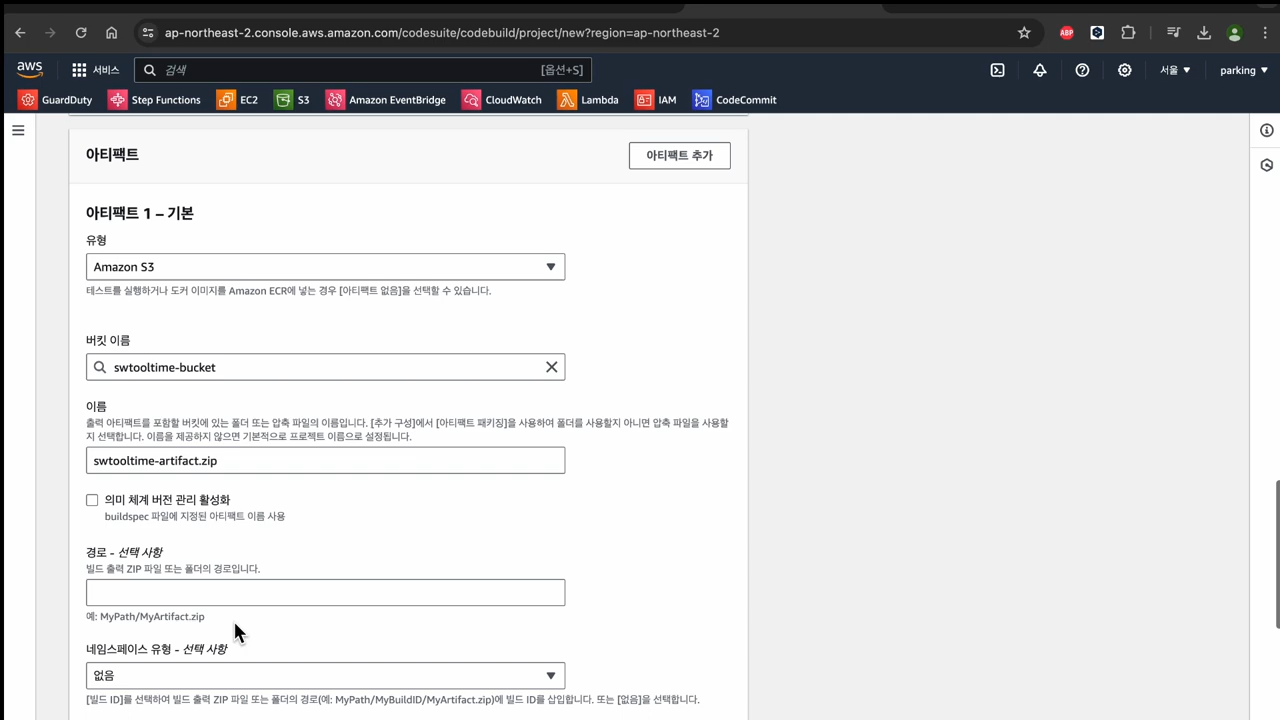 ap-northeast-2.console.aws.amazon.com/codesuite/codebuild/project/new?region=ap-northeast-2
ABP
aws
서비스
검색
[옵션+S]
서울
parking
GuardDuty
Step Functions
EC2
S3
Amazon EventBridge
CloudWatch
Lambda
IAM
CodeCommit
아티팩트
아티팩트 추가
아티팩트 1 – 기본
유형
Amazon S3
테스트를 실행하거나 도커 이미지를 Amazon ECR에 넣는 경우 [아티팩트 없음]을 선택할 수 있습니다.
버킷 이름
swtooltime-bucket
이름
출력 아티팩트를 포함할 버킷에 있는 폴더 또는 압축 파일의 이름입니다. [추가 구성]에서 [아티팩트 패키징]을 사용하여 폴더를 사용할지 아니면 압축 파일을 사용할
지 선택합니다. 이름을 제공하지 않으면 기본적으로 프로젝트 이름으로 설정됩니다.
swtooltime-artifact.zip
의미 체계 버전 관리 활성화
buildspec 파일에 지정된 아티팩트 이름 사용
경로 - 선택 사항
빌드 출력 ZIP 파일 또는 폴더의 경로입니다.
예: MyPath/MyArtifact.zip
네임스페이스 유형 - 선택 사항
없음
[빌드 ID]를 선택하여 빌드 출력 ZIP 파일 또는 폴더의 경로(예: MyPath/MyBuildID/MyArtifact.zip)에 빌드 ID를 삽입합니다. 또는 [없음]을 선택합니다.